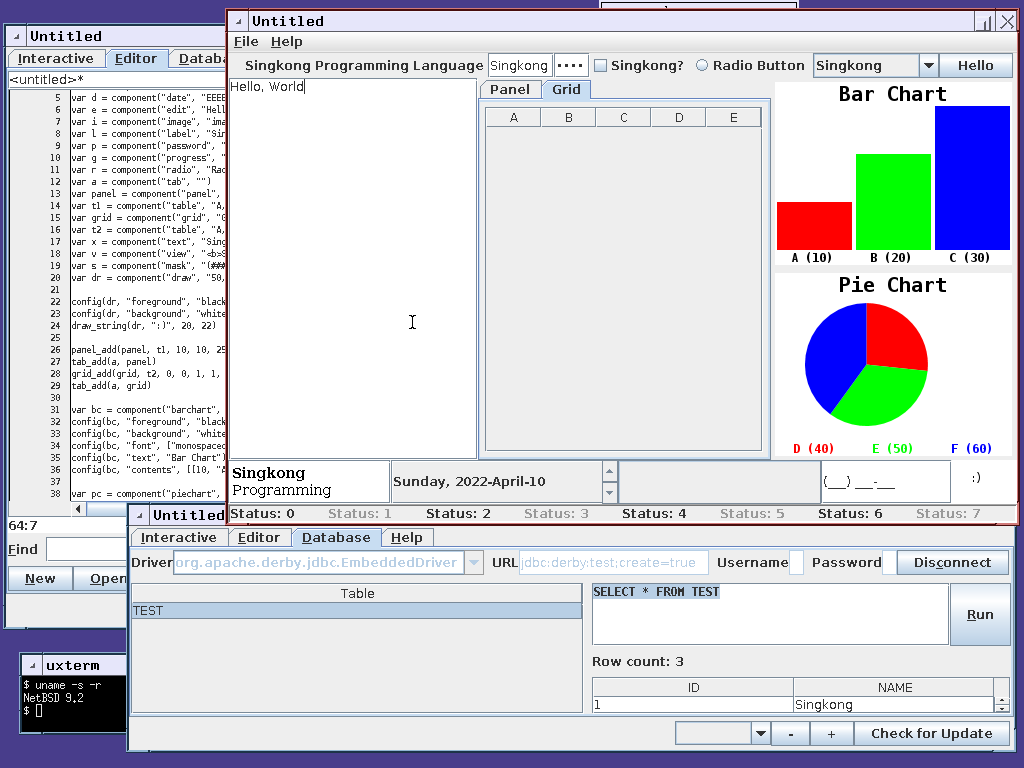 Untitled
Interactive Editor Datab
<untitled>*
5 var d = component("date", "EEEE
6 var e = component("edit", "Hell
7 var i = component("image", "ima
8 var l = component("label", "Sin
9 var p = component("password", "
10 var g = component("progress", "
11 var r = component("radio", "Rad
12 var a = component("tab", "")
13 var panel = component("panel",
14 var t1 = component("table", "A,
15 var grid = component("grid", "G
16 var t2 = component("table", "A,
17 var x = component("text", "Sing
18 var v = component("view", "<b>S
19 var s = component("mask", "(###
20 var dr = component("draw", "50,
21
22 config(dr, "foreground", "black
23 config(dr, "background", "white
24 draw_string(dr, ":)", 20, 22)
25
26 panel_add(panel, t1, 10, 10, 25
27 tab_add(a, panel)
28 grid_add(grid, t2, 0, 0, 1, 1,
29 tab_add(a, grid)
30
31 var bc = component("barchart",
32 config(bc, "foreground", "black
33 config(bc, "background", "white
34 config(bc, "font", ["monospaced
35 config(bc, "text", "Bar Chart")
36 config(bc, "contents", [[10, "A
37
38 var pc = component("piechart",
64:7
Find
New Open
Untitled
File Help
Singkong Programming Language Singkong •••• Singkong? Radio Button Singkong Hello
Hello, World
Panel Grid
A B C D E
Bar Chart
A (10) B (20) C (30)
Pie Chart
D (40) E (50) F (60)
Singkong
Programming
Sunday, 2022-April-10
(__) ___-____
:)
Status: 0 Status: 1 Status: 2 Status: 3 Status: 4 Status: 5 Status: 6 Status: 7
Untitled
Interactive Editor Database Help
Driver org.apache.derby.jdbc.EmbeddedDriver URL jdbc:derby:test;create=true Username Password Disconnect
Table
TEST
SELECT * FROM TEST
Run
Row count: 3
ID NAME
1 Singkong
- + Check for Update
uxterm
$ uname -s -r
NetBSD 9.2
$